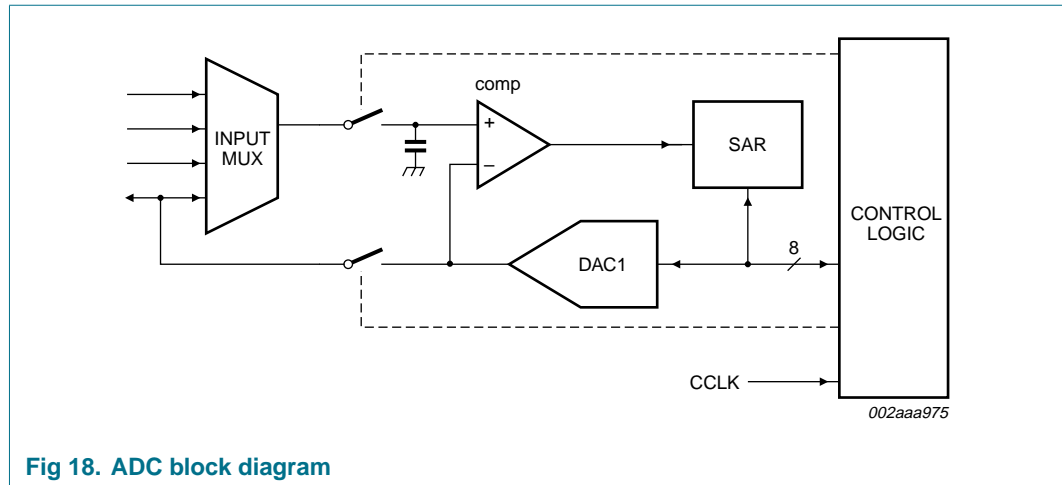 comp
+
–
INPUT
MUX
SAR
DAC1
8
CONTROL
LOGIC
CCLK
002aaa975
Fig 18. ADC block diagram